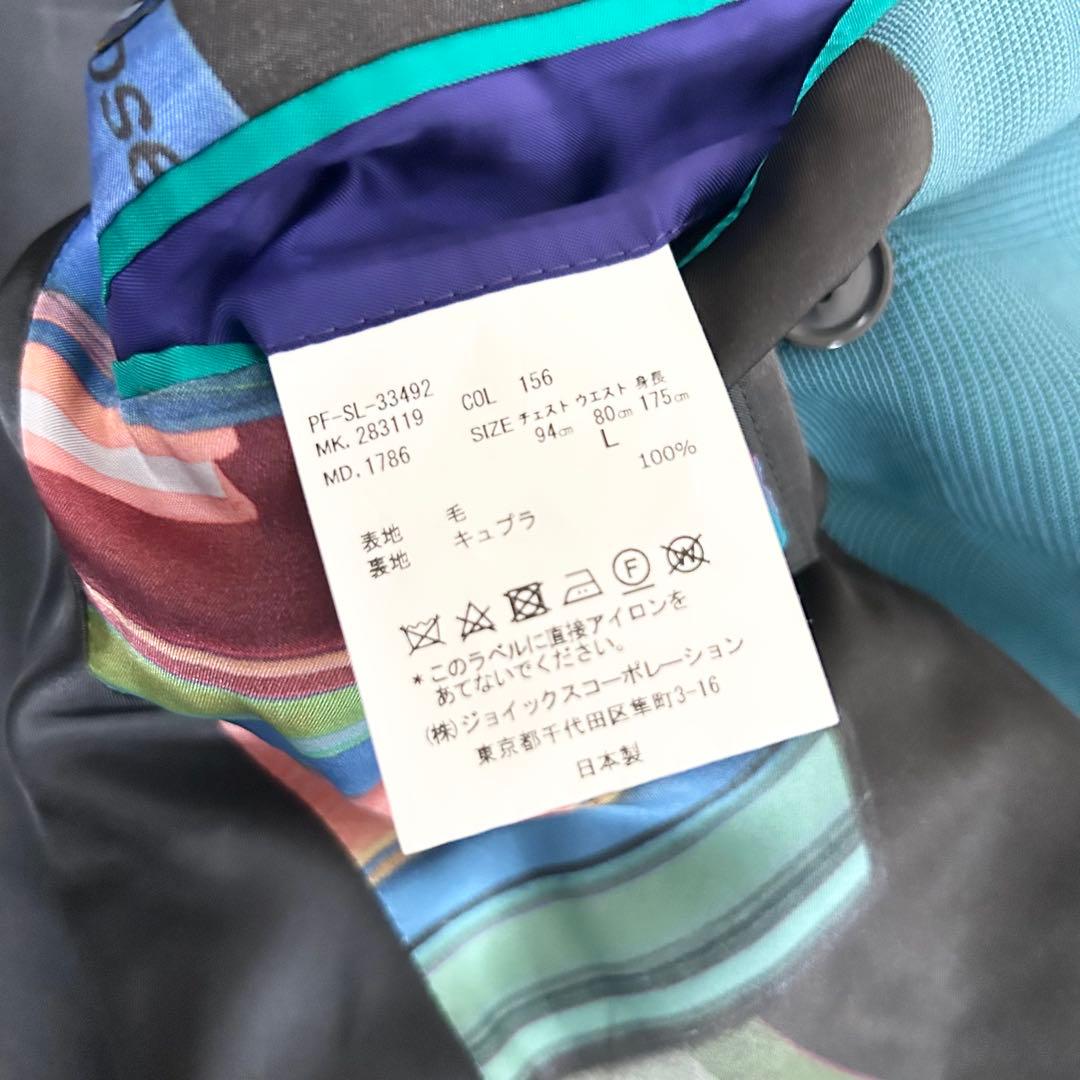 ose
PF-SL-33492 COL 156
MK. 283119 SIZE チェスト ウエスト 身長
94㎝ 80㎝ 175㎝
MD. 1786 L
100%
表地 毛
裏地 キュプラ
F W
*このラベルに直接アイロンを
あてないでください。
(株)ジョイックスコーポレーション
東京都千代田区隼町3-16
日本製